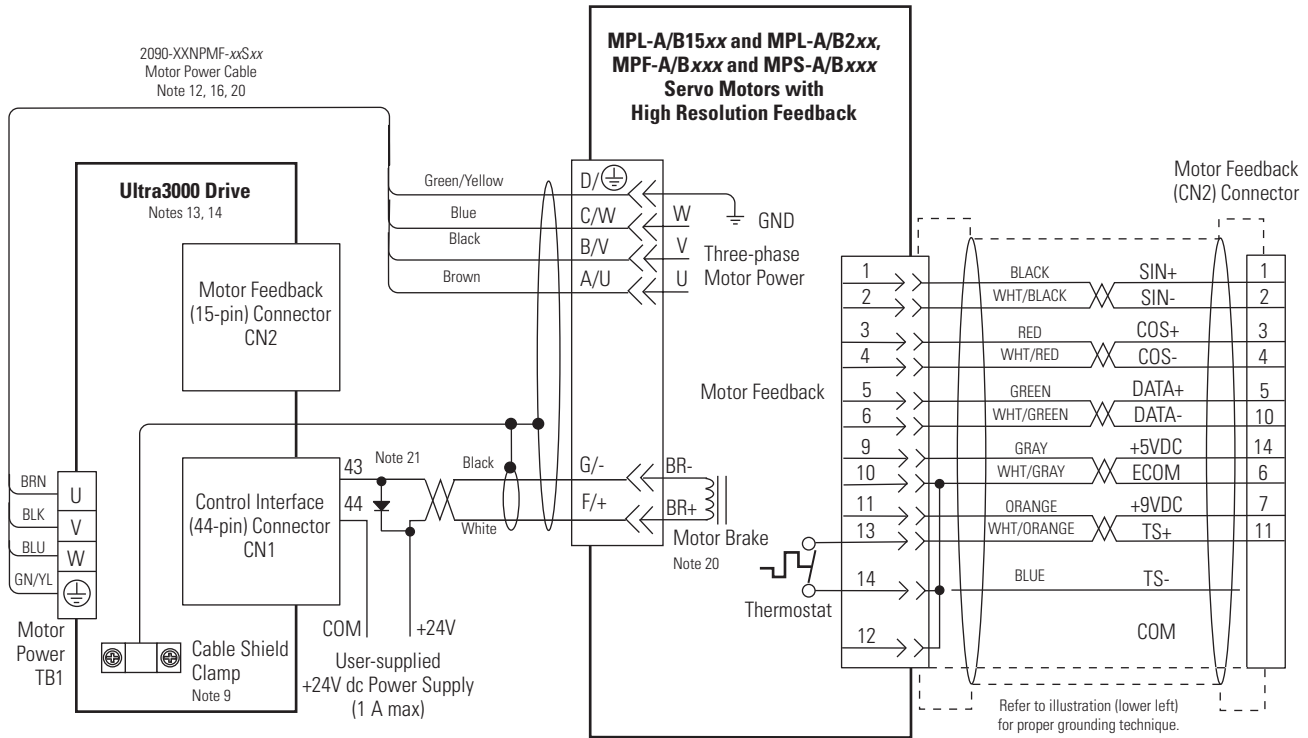 2090-XXNPMF-xxSxx
Motor Power Cable
Note 12, 16, 20
MPL-A/B15xx and MPL-A/B2xx,
MPF-A/Bxxx and MPS-A/Bxxx
Servo Motors with
High Resolution Feedback
Ultra3000 Drive
Notes 13, 14
Motor Feedback
(15-pin) Connector
CN2
Control Interface
(44-pin) Connector
CN1
BRN
BLK
BLU
GN/YL
U
V
W
Motor
Power
TB1
Cable Shield
Clamp
Note 9
43
44
Note 21
COM
+24V
User-supplied
+24V dc Power Supply
(1 A max)
Green/Yellow
Blue
Black
Brown
D/
C/W
B/V
A/U
W
V
U
GND
Three-phase
Motor Power
Black
White
G/-
F/+
BR-
BR+
Motor Brake
Note 20
Motor Feedback
Thermostat
1
2
3
4
5
6
9
10
11
13
14
12
BLACK
WHT/BLACK
RED
WHT/RED
GREEN
WHT/GREEN
GRAY
WHT/GRAY
ORANGE
WHT/ORANGE
BLUE
SIN+
SIN-
COS+
COS-
DATA+
DATA-
+5VDC
ECOM
+9VDC
TS+
TS-
COM
Motor Feedback
(CN2) Connector
1
2
3
4
5
10
14
6
7
11
Refer to illustration (lower left)
for proper grounding technique.